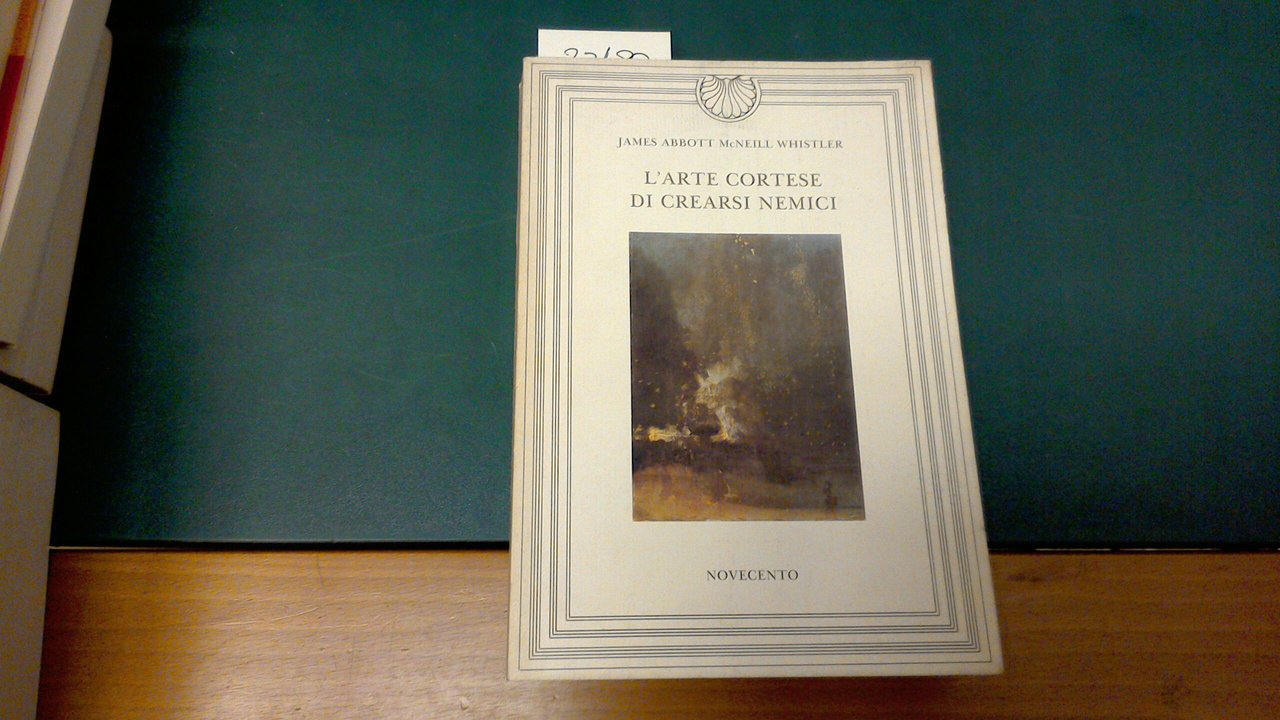 JAMES ABBOTT McNEILL WHISTLER
L'ARTE CORTESE
DI CREARSI NEMICI
NOVECENTO